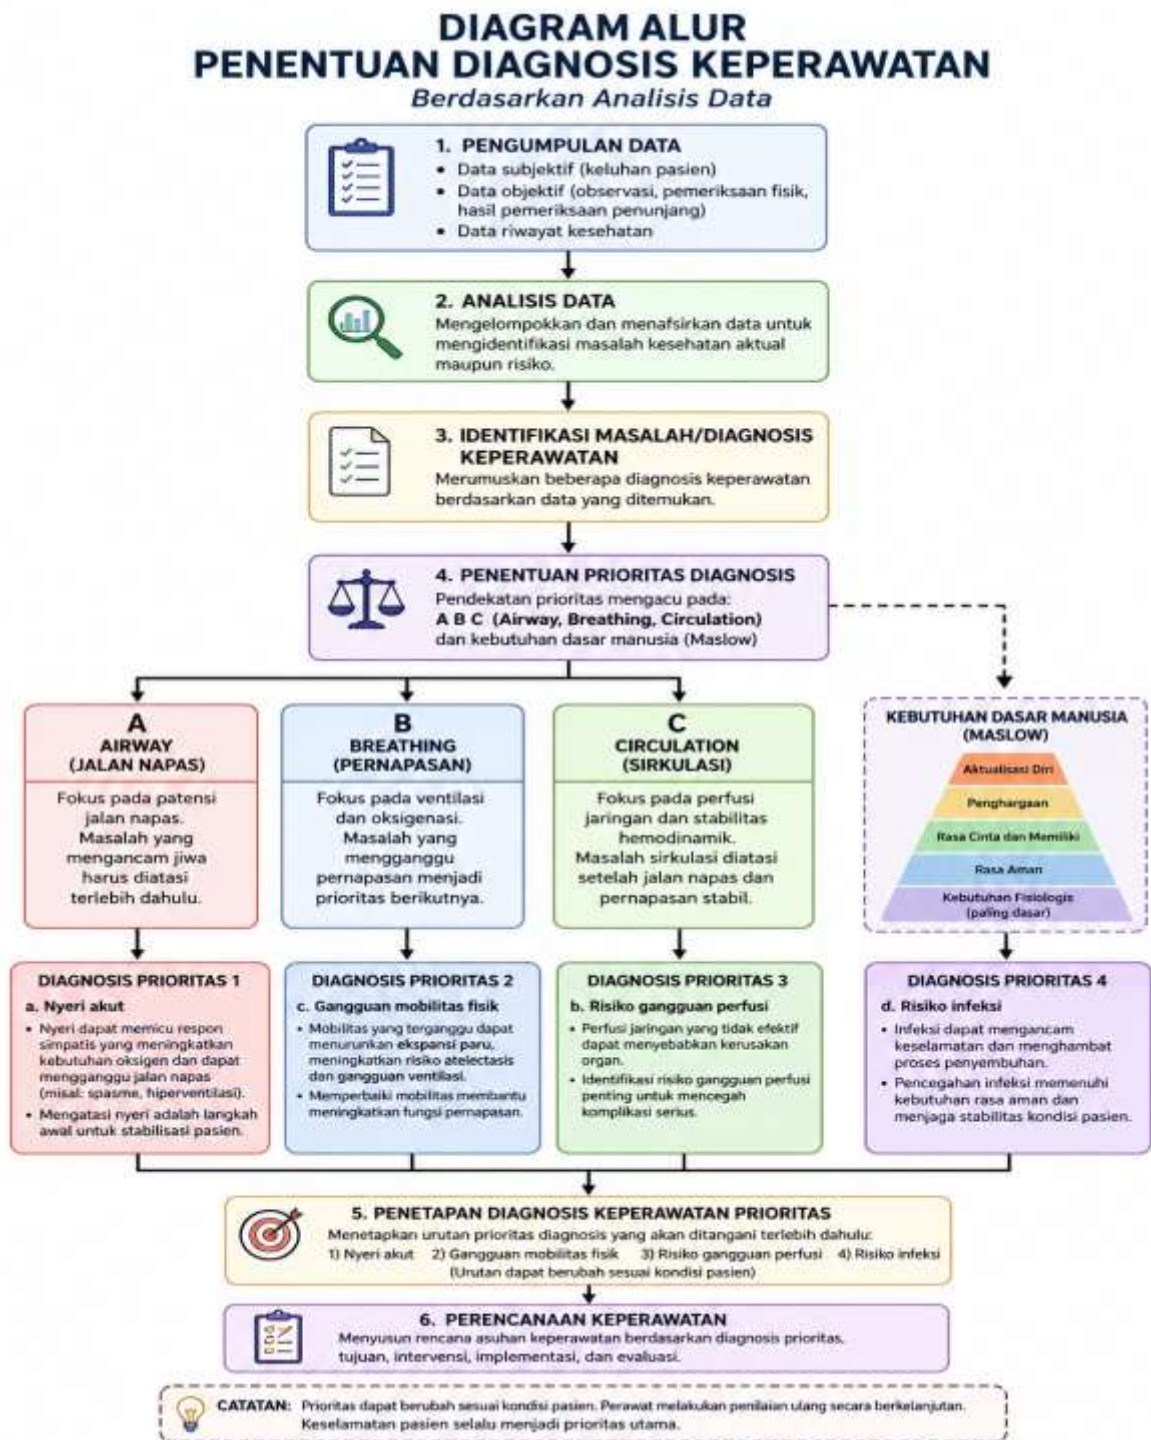 DIAGRAM ALUR
PENENTUAN DIAGNOSIS KEPERAWATAN
Berdasarkan Analisis Data
1. PENGUMPULAN DATA
• Data subjektif (keluhan pasien)
• Data objektif (observasi, pemeriksaan fisik,
hasil pemeriksaan penunjang)
• Data riwayat kesehatan
2. ANALISIS DATA
Mengelompokkan dan menafsirkan data untuk
mengidentifikasi masalah kesehatan aktual
maupun risiko.
3. IDENTIFIKASI MASALAH/DIAGNOSIS
KEPERAWATAN
Merumuskan beberapa diagnosis keperawatan
berdasarkan data yang ditemukan.
4. PENENTUAN PRIORITAS DIAGNOSIS
Pendekatan prioritas mengacu pada:
A B C (Airway, Breathing, Circulation)
dan kebutuhan dasar manusia (Maslow)
A
AIRWAY
(JALAN NAPAS)
Fokus pada patensi
jalan napas.
Masalah yang
mengancam jiwa
harus diatasi
terlebih dahulu.
B
BREATHING
(PERNAPASAN)
Fokus pada ventilasi
dan oksigenasi.
Masalah yang
mengganggu
pernapasan menjadi
prioritas berikutnya.
C
CIRCULATION
(SIRKULASI)
Fokus pada perfusi
jaringan dan stabilitas
hemodinamik.
Masalah sirkulasi diatasi
setelah jalan napas dan
pernapasan stabil.
KEBUTUHAN DASAR MANUSIA
(MASLOW)
Aktualisasi Diri
Penghargaan
Rasa Cinta dan Memiliki
Rasa Aman
Kebutuhan Fisiologis
(paling dasar)
DIAGNOSIS PRIORITAS 1
a. Nyeri akut
• Nyeri dapat memicu respon
simpatis yang meningkatkan
kebutuhan oksigen dan dapat
mengganggu jalan napas
(misal: spasme, hiperventilasi).
• Mengatasi nyeri adalah langkah
awal untuk stabilisasi pasien.
DIAGNOSIS PRIORITAS 2
c. Gangguan mobilitas fisik
• Mobilitas yang terganggu dapat
menurunkan ekspansi paru,
meningkatkan risiko atelectasis
dan gangguan ventilasi.
• Memperbaiki mobilitas membantu
meningkatkan fungsi pernapasan.
DIAGNOSIS PRIORITAS 3
b. Risiko gangguan perfusi
• Perfusi jaringan yang tidak efektif
dapat menyebabkan kerusakan
organ.
• Identifikasi risiko gangguan perfusi
penting untuk mencegah
komplikasi serius.
DIAGNOSIS PRIORITAS 4
d. Risiko infeksi
• Infeksi dapat mengancam
keselamatan dan menghambat
proses penyembuhan.
• Pencegahan infeksi memenuhi
kebutuhan rasa aman dan
menjaga stabilitas kondisi pasien.
5. PENETAPAN DIAGNOSIS KEPERAWATAN PRIORITAS
Menetapkan urutan prioritas diagnosis yang akan ditangani terlebih dahulu:
1) Nyeri akut 2) Gangguan mobilitas fisik 3) Risiko gangguan perfusi 4) Risiko infeksi
(Urutan dapat berubah sesuai kondisi pasien)
6. PERENCANAAN KEPERAWATAN
Menyusun rencana asuhan keperawatan berdasarkan diagnosis prioritas,
tujuan, intervensi, implementasi, dan evaluasi.
CATATAN: Prioritas dapat berubah sesuai kondisi pasien. Perawat melakukan penilaian ulang secara berkelanjutan.
Keselamatan pasien selalu menjadi prioritas utama.